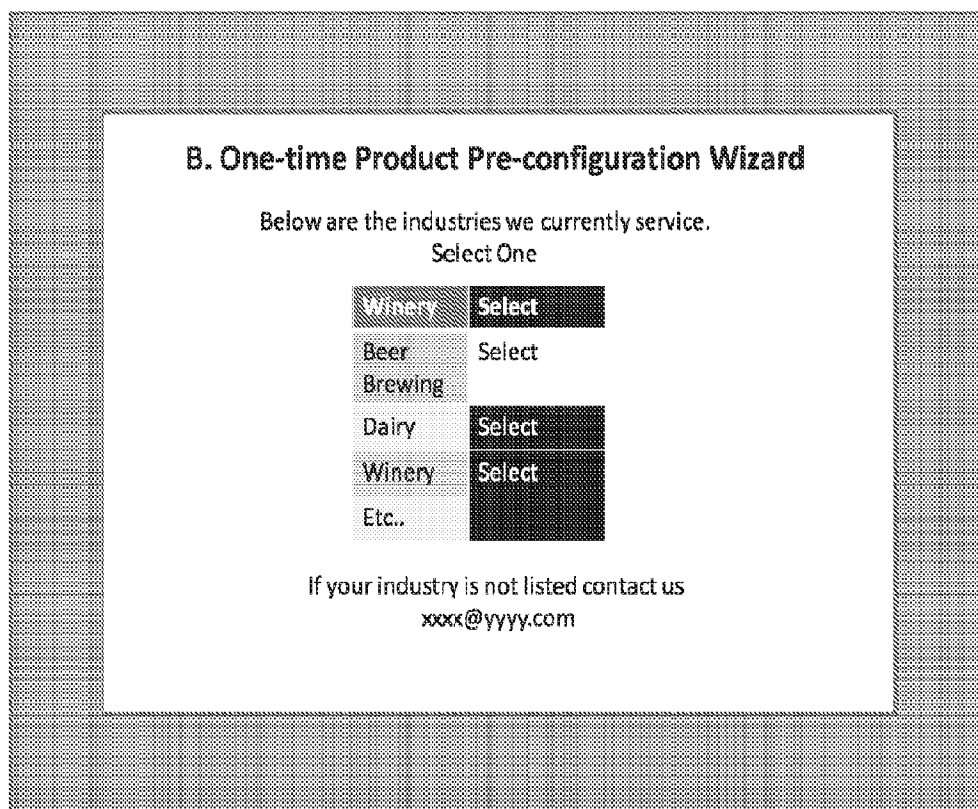 B. One-time Product Pre-configuration Wizard
Below are the industries we currently service.
Select One
Winery Select
Beer Select
Brewing
Dairy Select
Winery Select
Etc..
If your industry is not listed contact us
xxxx@yyyy.com